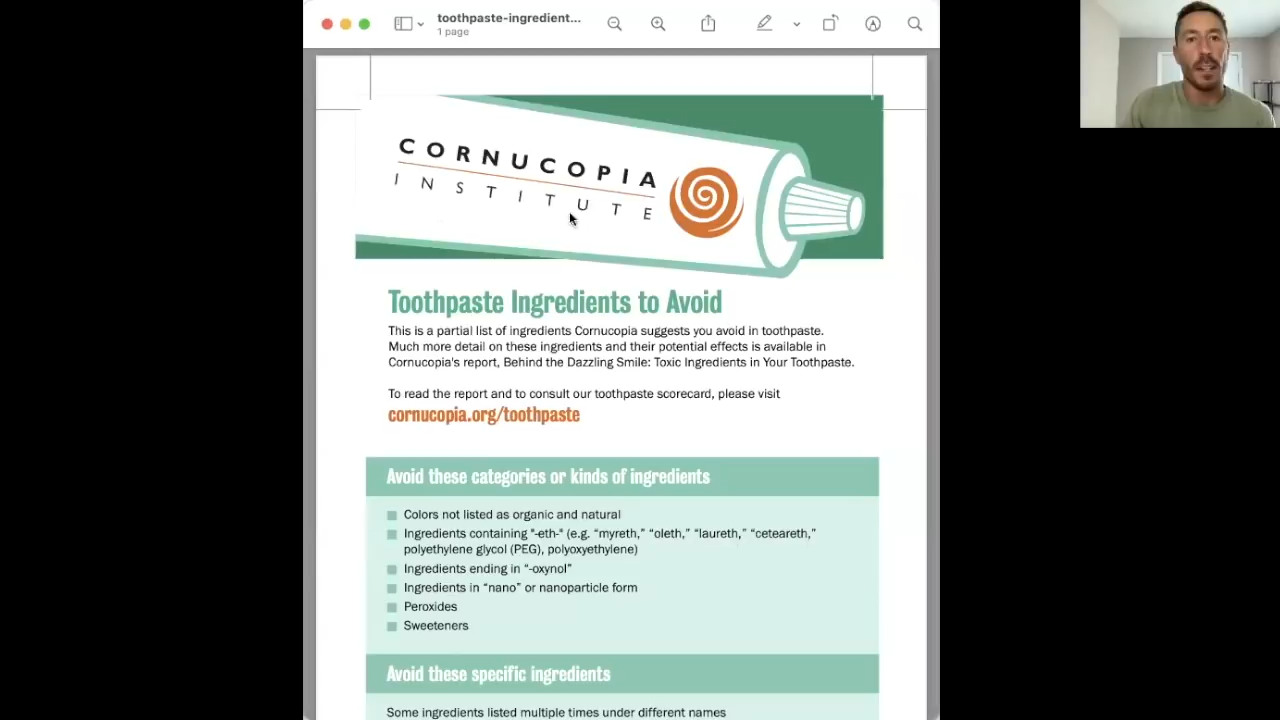 toothpaste-ingredient...
1 page
CORNUCOPIA
INSTITUTE
Toothpaste Ingredients to Avoid
This is a partial list of ingredients Cornucopia suggests you avoid in toothpaste.
Much more detail on these ingredients and their potential effects is available in
Cornucopia's report, Behind the Dazzling Smile: Toxic Ingredients in Your Toothpaste.
To read the report and to consult our toothpaste scorecard, please visit
cornucopia.org/toothpaste
Avoid these categories or kinds of ingredients
Colors not listed as organic and natural
Ingredients containing "-eth-" (e.g. “myreth,” “oleth,” “laureth,” “ceteareth,”
polyethylene glycol (PEG), polyoxyethylene)
Ingredients ending in “-oxynol”
Ingredients in “nano” or nanoparticle form
Peroxides
Sweeteners
Avoid these specific ingredients
Some ingredients listed multiple times under different names